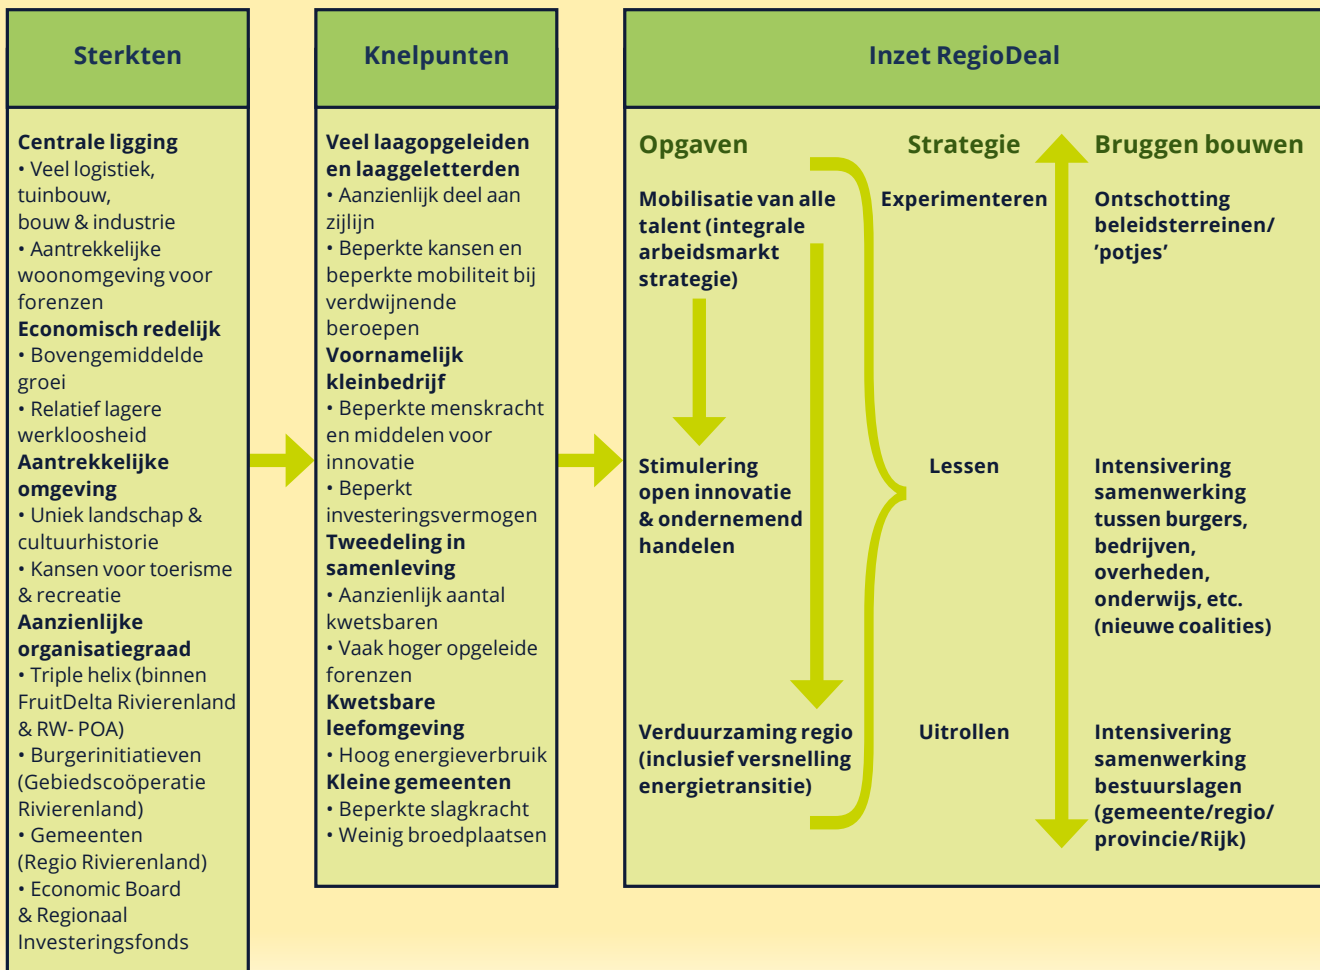 Sterkten
Centrale ligging
• Veel logistiek,
tuinbouw,
bouw & industrie
• Aantrekkelijke
woonomgeving voor
forenzen
Economisch redelijk
• Bovengemiddelde
groei
• Relatief lagere
werkloosheid
Aantrekkelijke
omgeving
• Uniek landschap &
cultuurhistorie
• Kansen voor toerisme
& recreatie
Aanzienlijke
organisatiegraad
• Triple helix (binnen
FruitDelta Rivierenland
& RW- POA)
• Burgerinitiatieven
(Gebiedscoöperatie
Rivierenland)
• Gemeenten
(Regio Rivierenland)
• Economic Board
& Regionaal
Investeringsfonds
Knelpunten
Veel laagopgeleiden
en laaggeletterden
• Aanzienlijk deel aan
zijlijn
• Beperkte kansen en
beperkte mobiliteit bij
verdwijnende
beroepen
Voornamelijk
kleinbedrijf
• Beperkte menskracht
en middelen voor
innovatie
• Beperkt
investeringsvermogen
Tweedeling in
samenleving
• Aanzienlijk aantal
kwetsbaren
• Vaak hoger opgeleide
forenzen
Kwetsbare
leefomgeving
• Hoog energieverbruik
Kleine gemeenten
• Beperkte slagkracht
• Weinig broedplaatsen
Inzet RegioDeal
Opgaven
Mobilisatie van alle
talent (integrale
arbeidsmarkt
strategie)
Stimulering
open innovatie
& ondernemend
handelen
Verduurzaming regio
(inclusief versnelling
energietransitie)
Strategie
Experimenteren
Lessen
Uitrollen
Bruggen bouwen
Ontschotting
beleidsterreinen/
’potjes’
Intensivering
samenwerking
tussen burgers,
bedrijven,
overheden,
onderwijs, etc.
(nieuwe coalities)
Intensivering
samenwerking
bestuurslagen
(gemeente/regio/
provincie/Rijk)